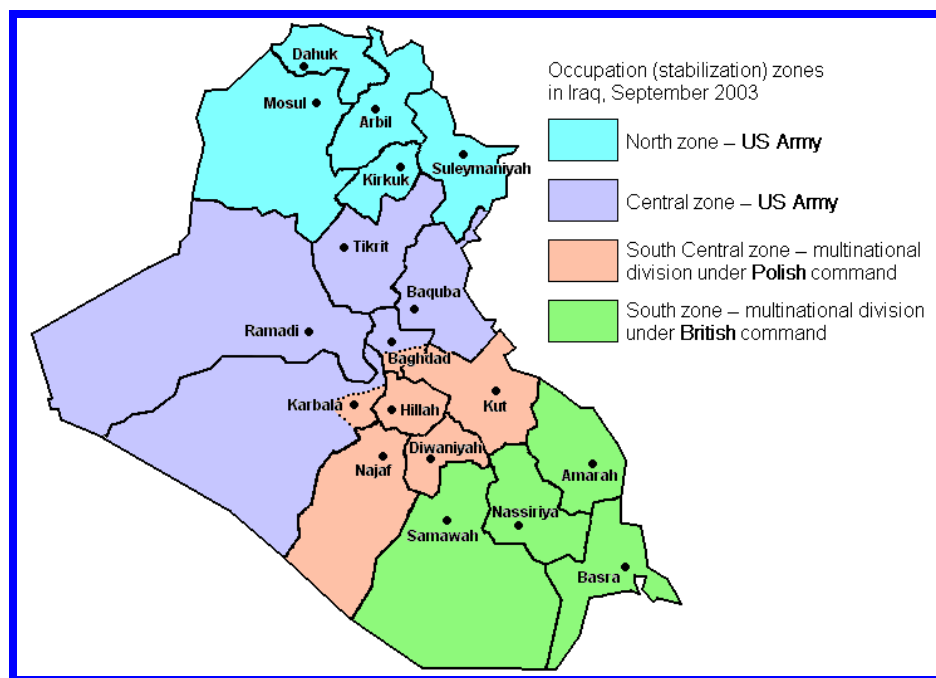 Occupation (stabilization) zones
in Iraq, September 2003
North zone – US Army
Central zone – US Army
South Central zone – multinational
division under Polish command
South zone – multinational division
under British command
Dahuk
Mosul
Arbil
Kirkuk
Suleymaniyah
Tikrit
Baquba
Ramadi
Baghdad
Karbala
Hillah
Kut
Diwaniyah
Najaf
Amarah
Nassiriya
Samawah
Basra